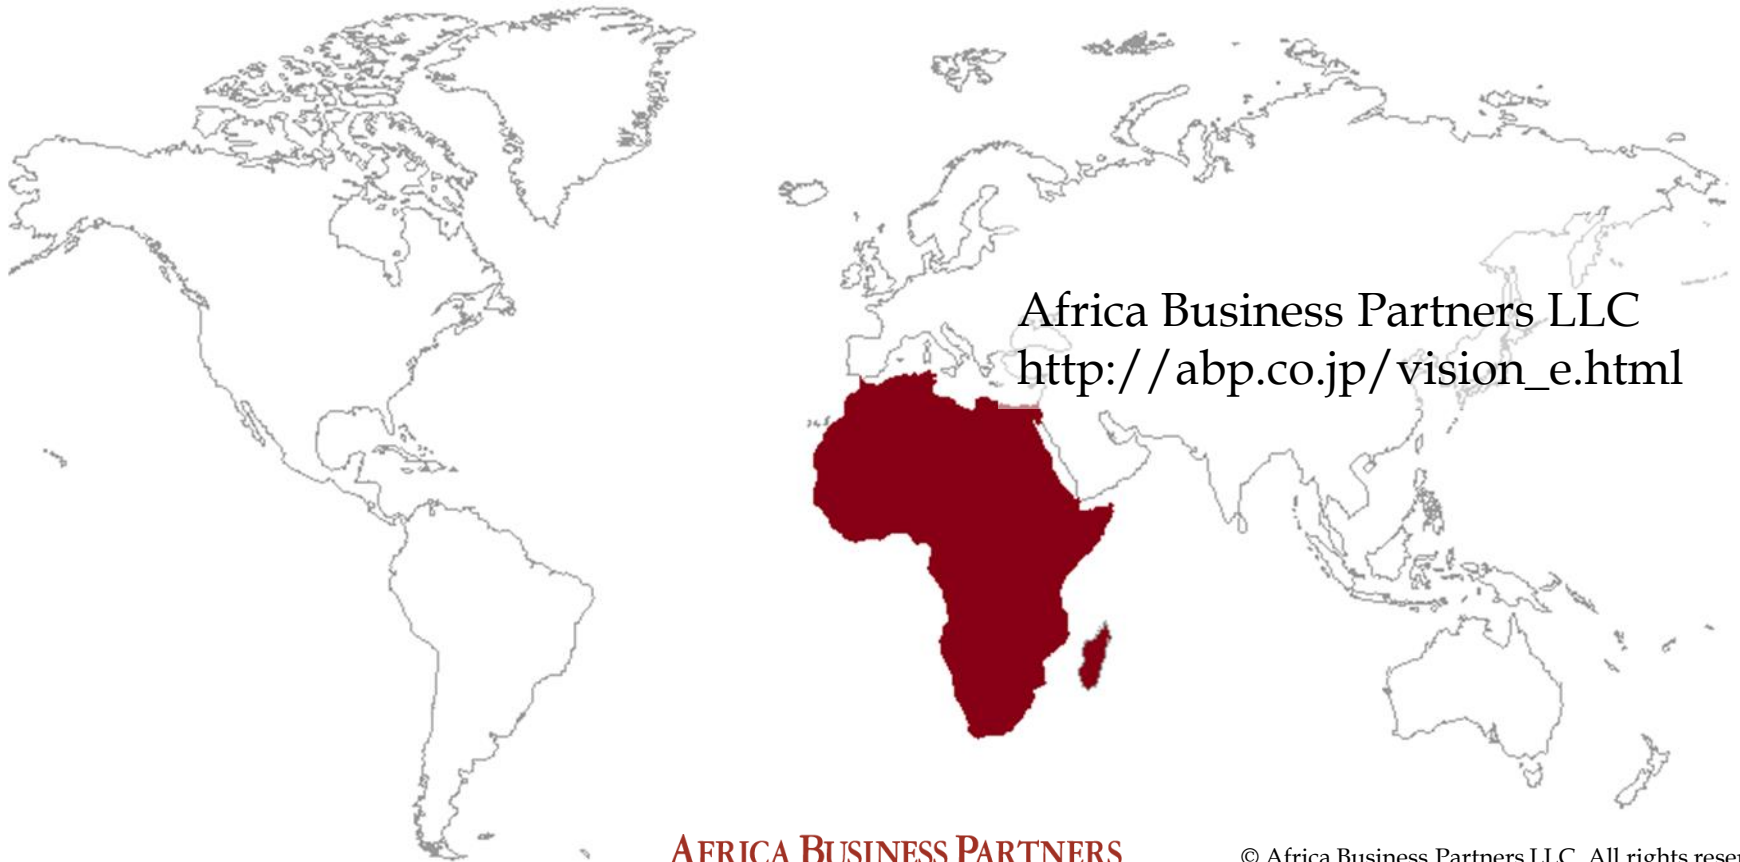 Africa Business Partners LLC
http://abp.co.jp/vision_e.html
AFRICA BUSINESS PARTNERS
© Africa Business Partners LLC. All rights